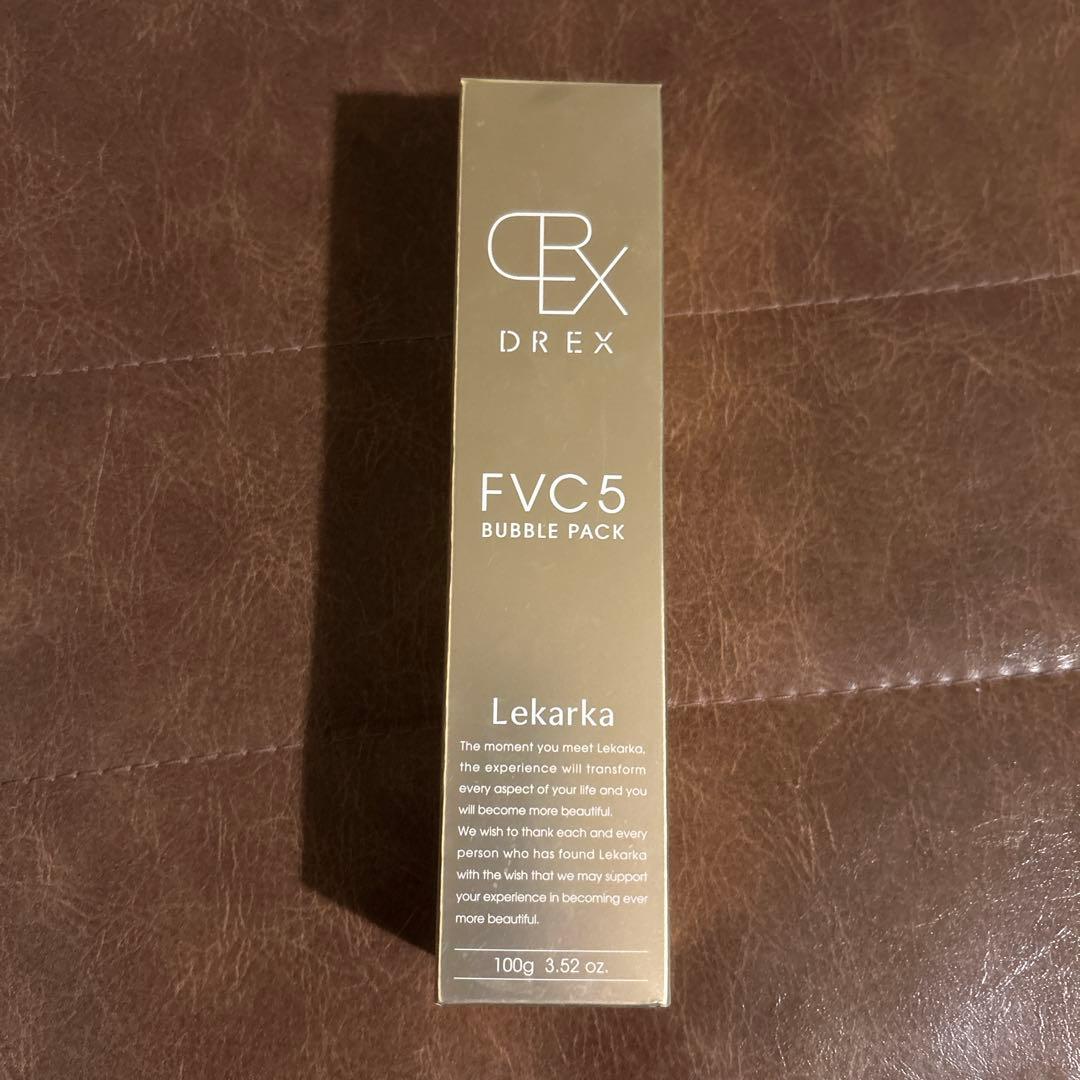 DREX
DREX
FVC5
BUBBLE PACK
Lekarka
The moment you meet Lekarka,
the experience will transform
every aspect of your life and you
will become more beautiful.
We wish to thank each and every
person who has found Lekarka
with the wish that we may support
your experience in becoming ever
more beautiful.
100g 3.52 oz.